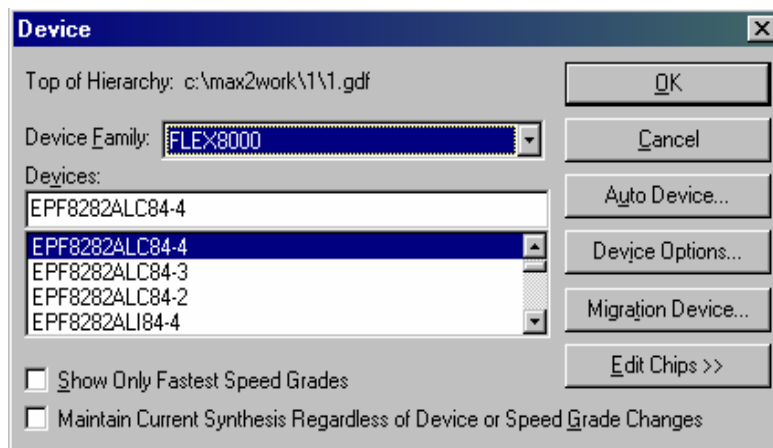 Device
Top of Hierarchy: c:\max2work\1\1.gdf
OK
Device Family: FLEX8000
Cancel
Devices:
EPF8282ALC84-4
Auto Device...
EPF8282ALC84-4
EPF8282ALC84-3
EPF8282ALC84-2
EPF8282ALI84-4
Device Options...
Migration Device...
Edit Chips >>
Show Only Fastest Speed Grades
Maintain Current Synthesis Regardless of Device or Speed Grade Changes